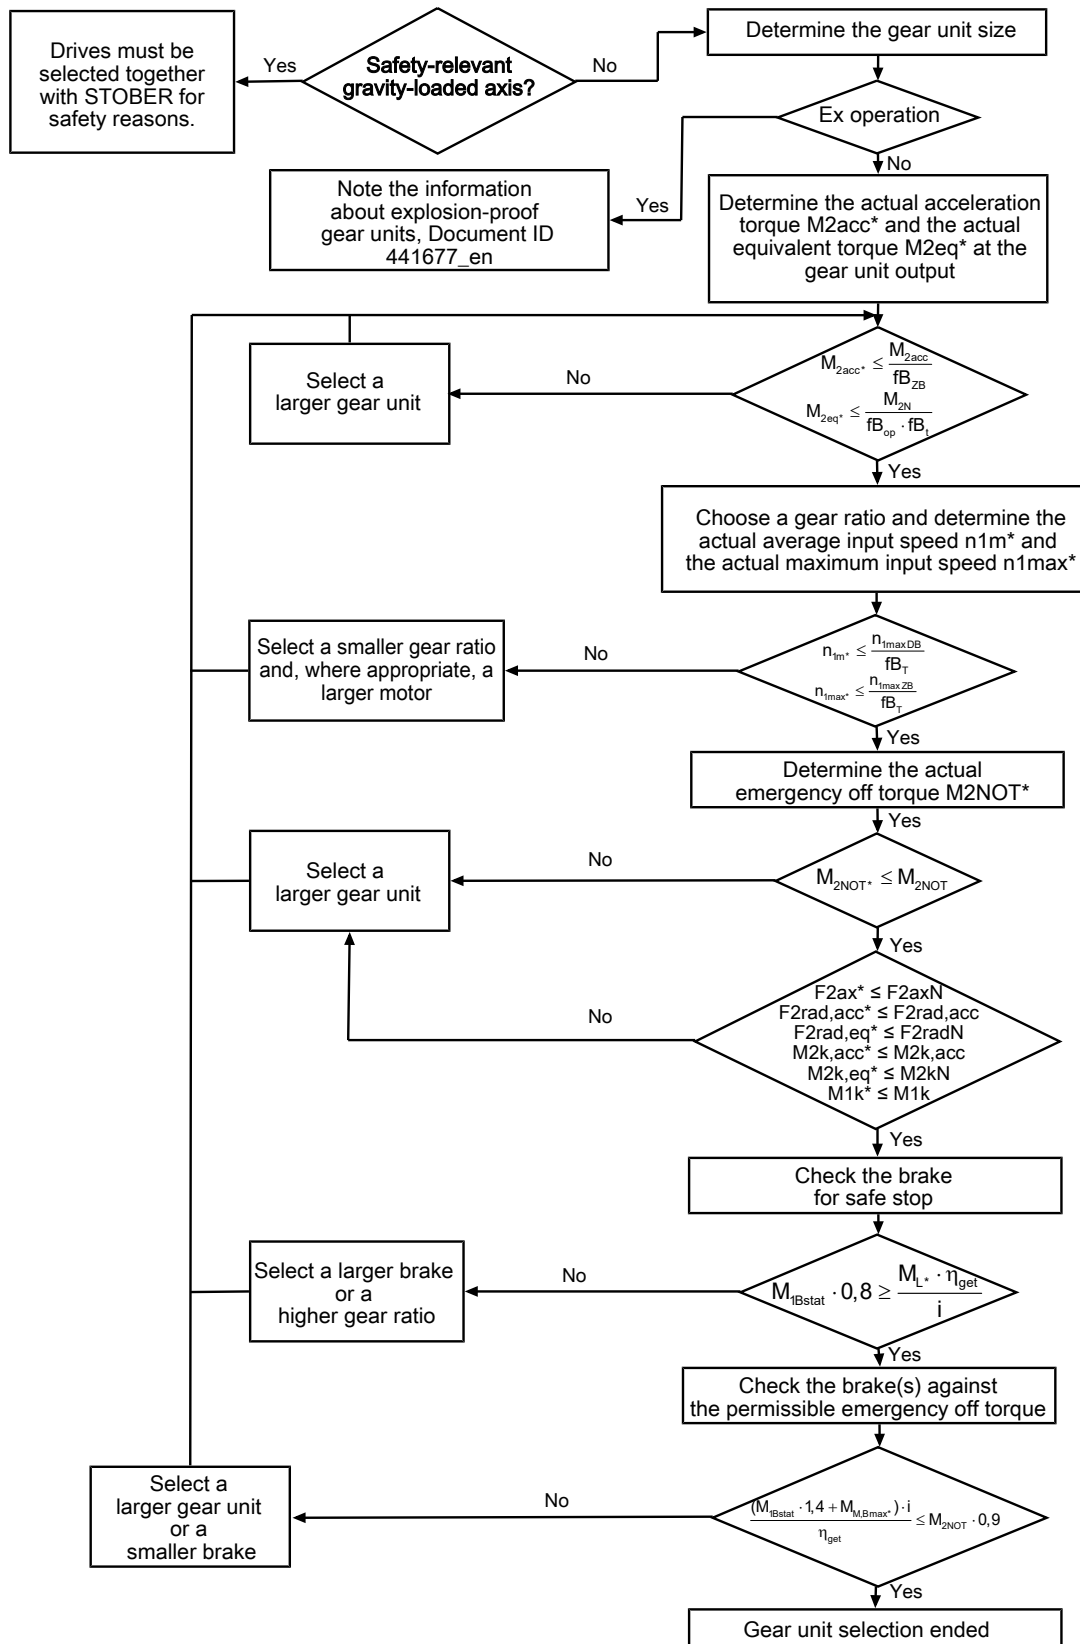 Drives must be
selected together
with STOBER for
safety reasons.
Yes
Safety-relevant
gravity-loaded axis?
No
Determine the gear unit size
Ex operation
No
Yes
Note the information
about explosion-proof
gear units, Document ID
441677_en
Determine the actual acceleration
torque M2acc* and the actual
equivalent torque M2eq* at the
gear unit output
M2acc* ≤ M2acc / fBZB
M2eq* ≤ M2N / fBop · fBt
No
Select a
larger gear unit
Yes
Choose a gear ratio and determine the
actual average input speed n1m* and
the actual maximum input speed n1max*
n1m* ≤ n1maxDB / fBT
n1max* ≤ n1maxZB / fBT
No
Select a smaller gear ratio
and, where appropriate, a
larger motor
Yes
Determine the actual
emergency off torque M2NOT*
Yes
M2NOT* ≤ M2NOT
No
Select a
larger gear unit
Yes
F2ax* ≤ F2axN
F2rad,acc* ≤ F2rad,acc
F2rad,eq* ≤ F2radN
M2k,acc* ≤ M2k,acc
M2k,eq* ≤ M2kN
M1k* ≤ M1k
No
Yes
Check the brake
for safe stop
M1Bstat · 0,8 ≥ ML* · ηget / i
No
Select a larger brake
or a
higher gear ratio
Yes
Check the brake(s) against
the permissible emergency off torque
(M1Bstat · 1,4 + MM,Bmax*) · i / ηget ≤ M2NOT · 0,9
No
Select a
larger gear unit
or a
smaller brake
Yes
Gear unit selection ended